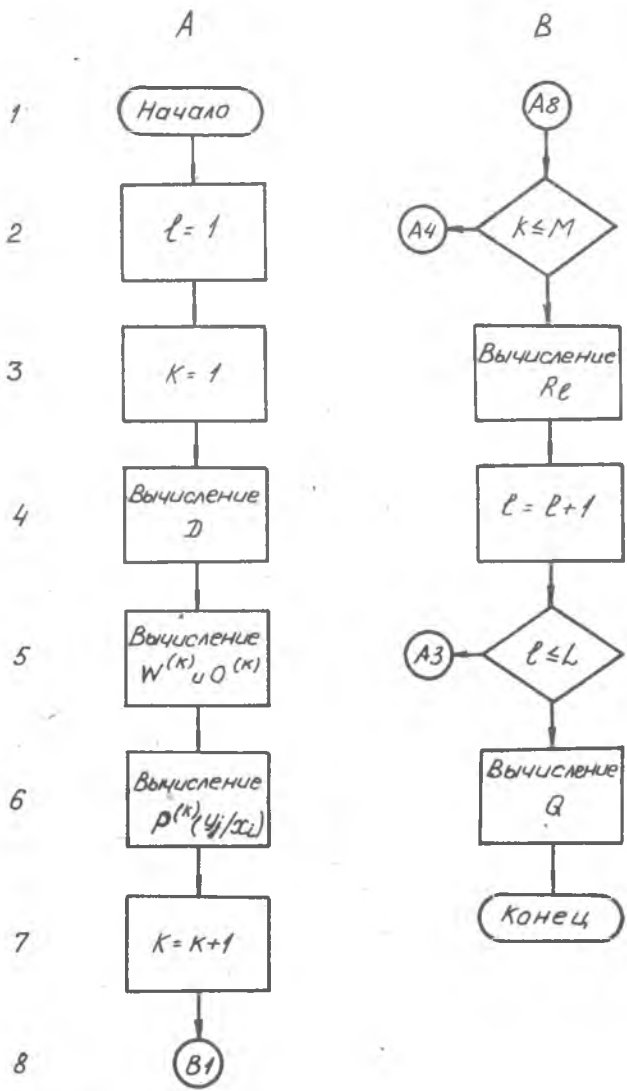 A
B
1
Начало
A8
2
ℓ = 1
A4
K ≤ M
3
K = 1
Вычисление
Rℓ
4
Вычисление
D
ℓ = ℓ+1
5
Вычисление
W^(K) и O^(K)
A3
ℓ ≤ L
6
Вычисление
P^(K)(yj/xi)
Вычисление
Q
7
K = K+1
Конец
8
B1